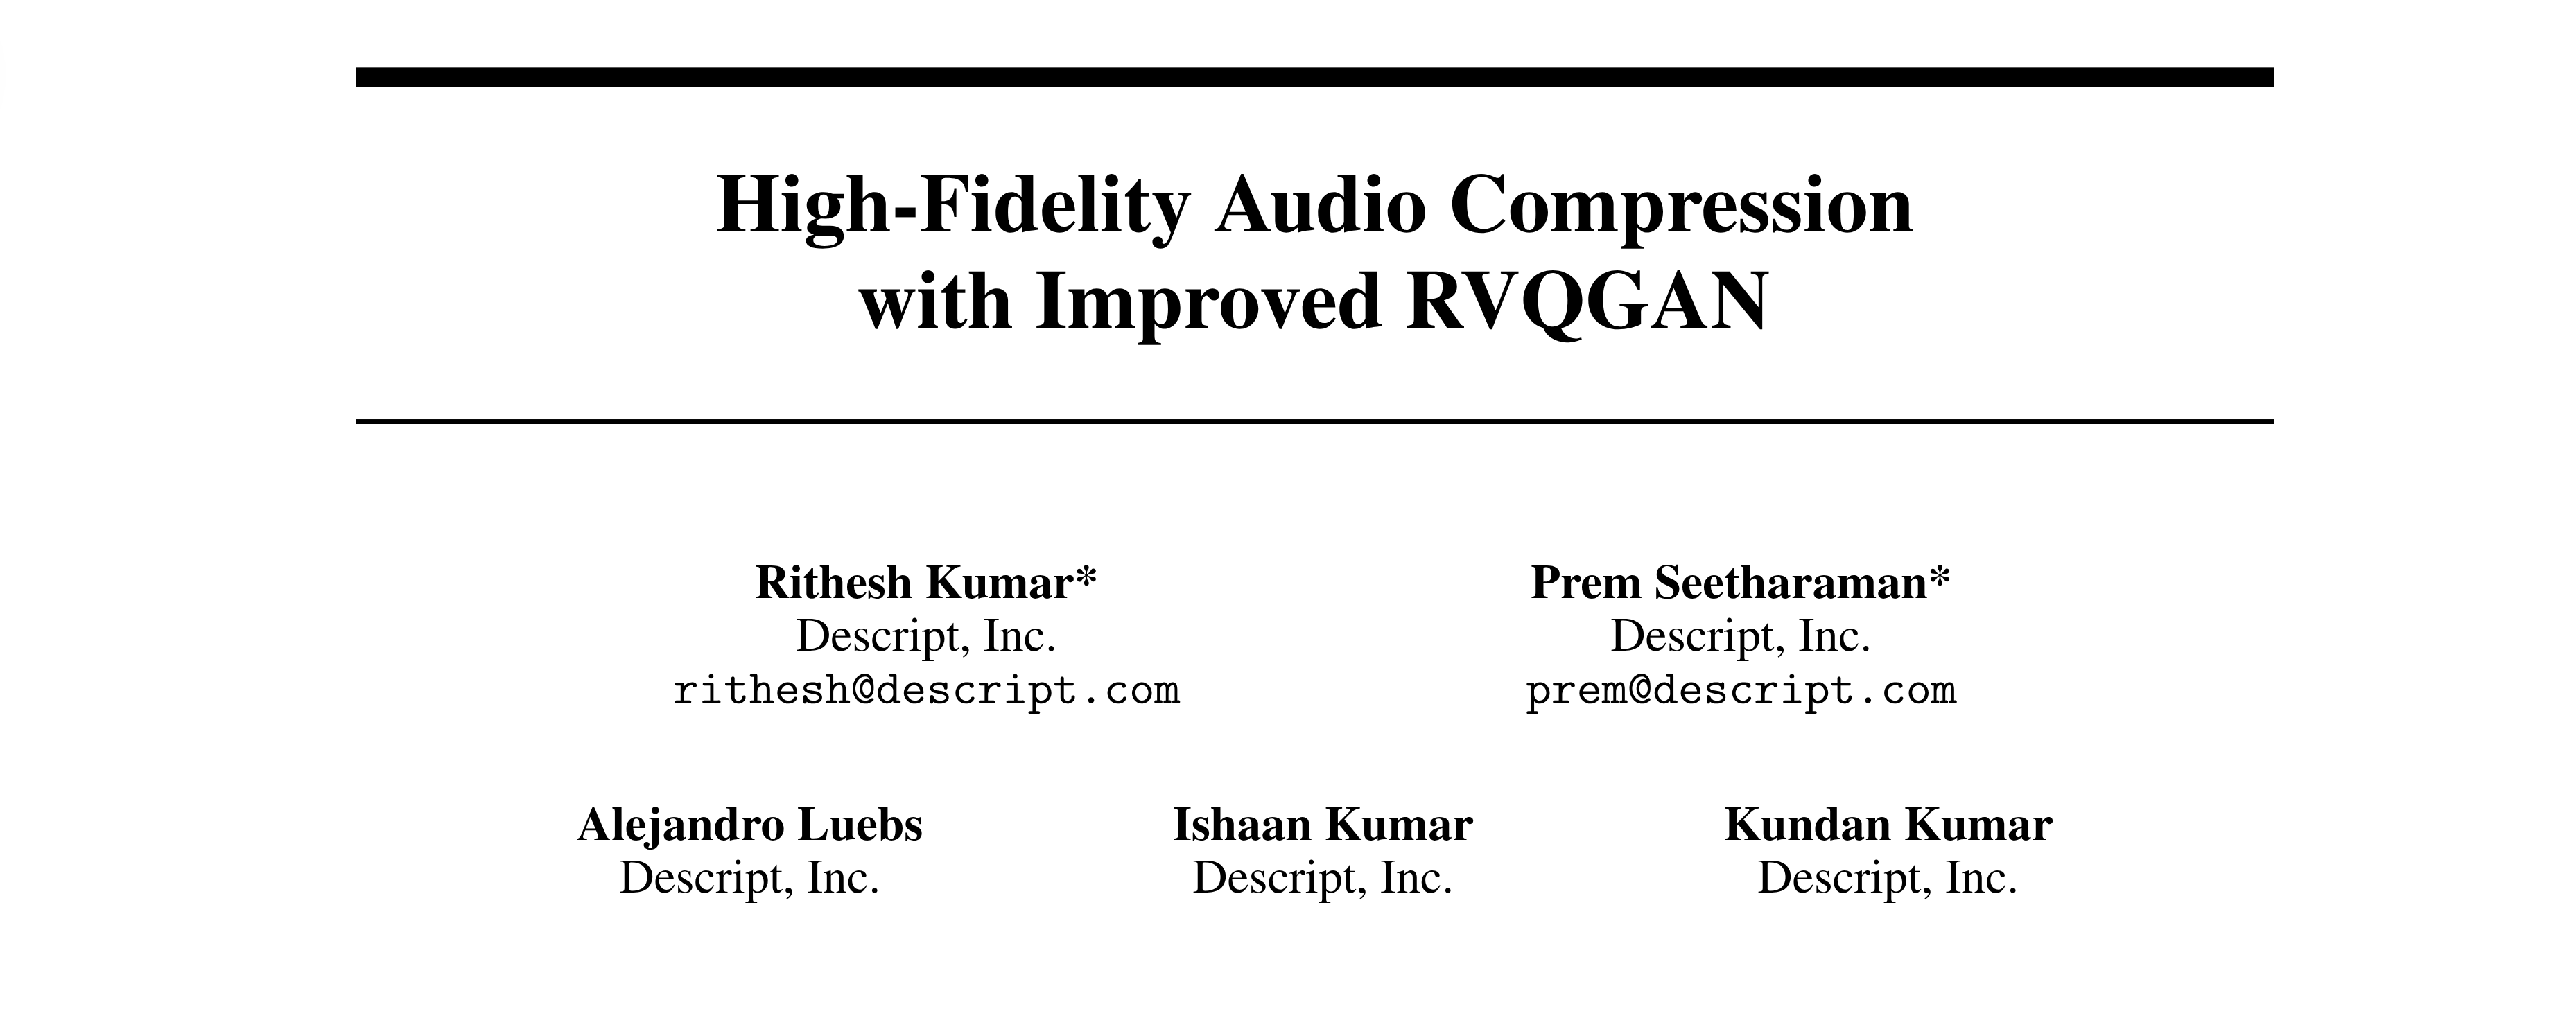 High-Fidelity Audio Compression
with Improved RVQGAN
Rithesh Kumar*
Descript, Inc.
rithesh@descript.com
Prem Seetharaman*
Descript, Inc.
prem@descript.com
Alejandro Luebs
Descript, Inc.
Ishaan Kumar
Descript, Inc.
Kundan Kumar
Descript, Inc.